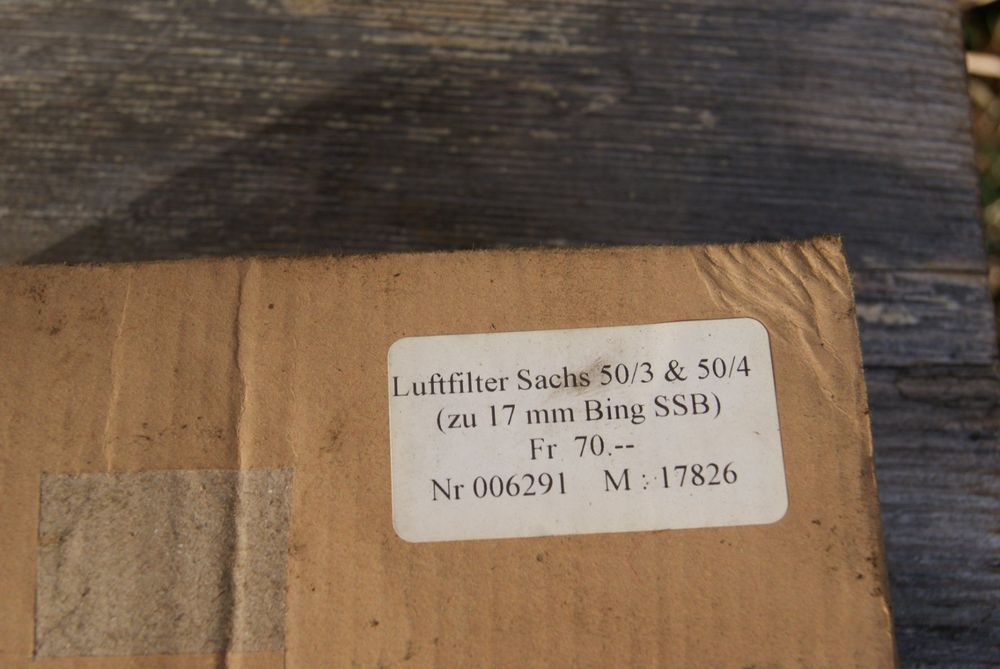 Luftfilter Sachs 50/3 & 50/4
(zu 17 mm Bing SSB)
Fr 70.--
Nr 006291 M : 17826